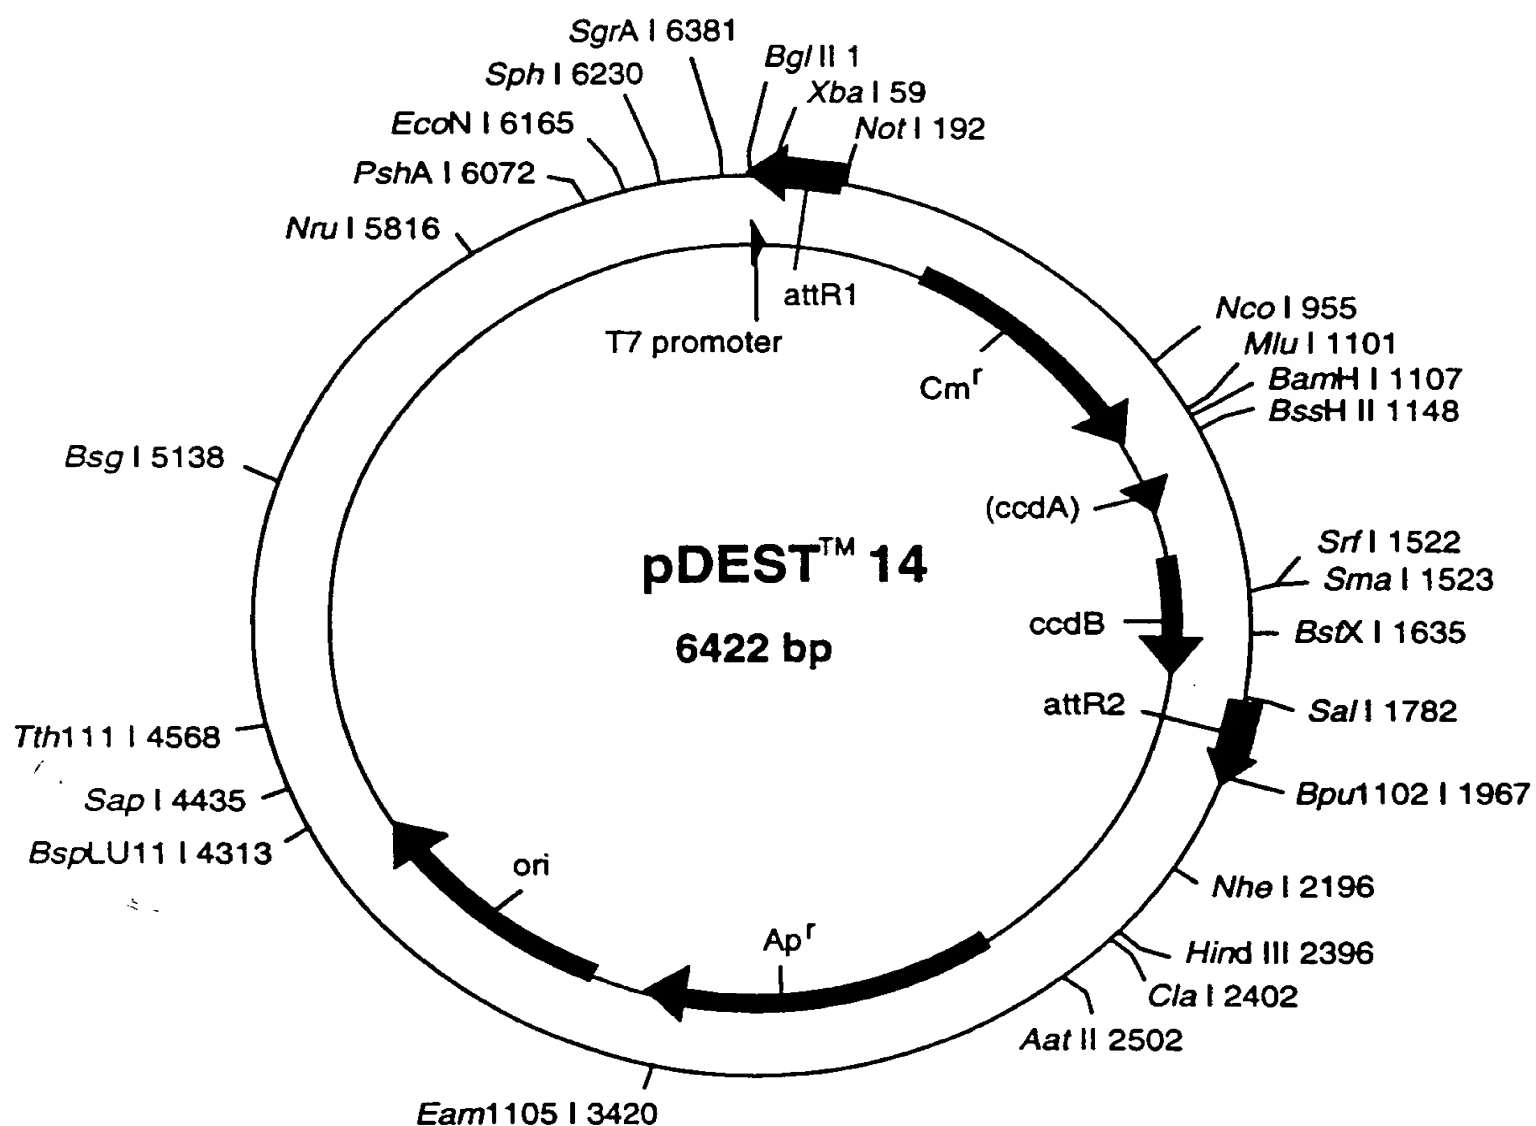 SgrA I 6381
Sph I 6230
EcoN I 6165
PshA I 6072
Nru I 5816
Bgl II 1
Xba I 59
Not I 192
attR1
T7 promoter
Cmʳ
Nco I 955
Mlu I 1101
BamH I 1107
BssH II 1148
Bsg I 5138
(ccdA)
pDEST™ 14
6422 bp
Srf I 1522
Sma I 1523
ccdB
BstX I 1635
attR2
Sal I 1782
Tth111 I 4568
Sap I 4435
BspLU11 I 4313
Bpu1102 I 1967
ori
Apʳ
Nhe I 2196
Hind III 2396
Cla I 2402
Aat II 2502
Eam1105 I 3420